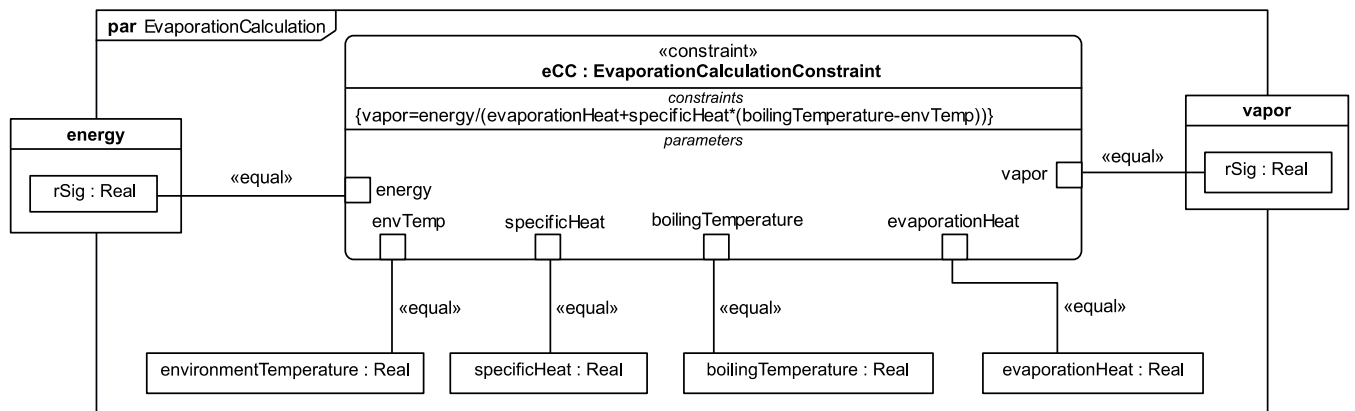 par EvaporationCalculation
«constraint»
eCC : EvaporationCalculationConstraint
constraints
{vapor=energy/(evaporationHeat+specificHeat*(boilingTemperature-envTemp))}
parameters
energy
rSig : Real
«equal»
energy
vapor
«equal»
vapor
rSig : Real
envTemp
specificHeat
boilingTemperature
evaporationHeat
«equal»
«equal»
«equal»
«equal»
environmentTemperature : Real
specificHeat : Real
boilingTemperature : Real
evaporationHeat : Real